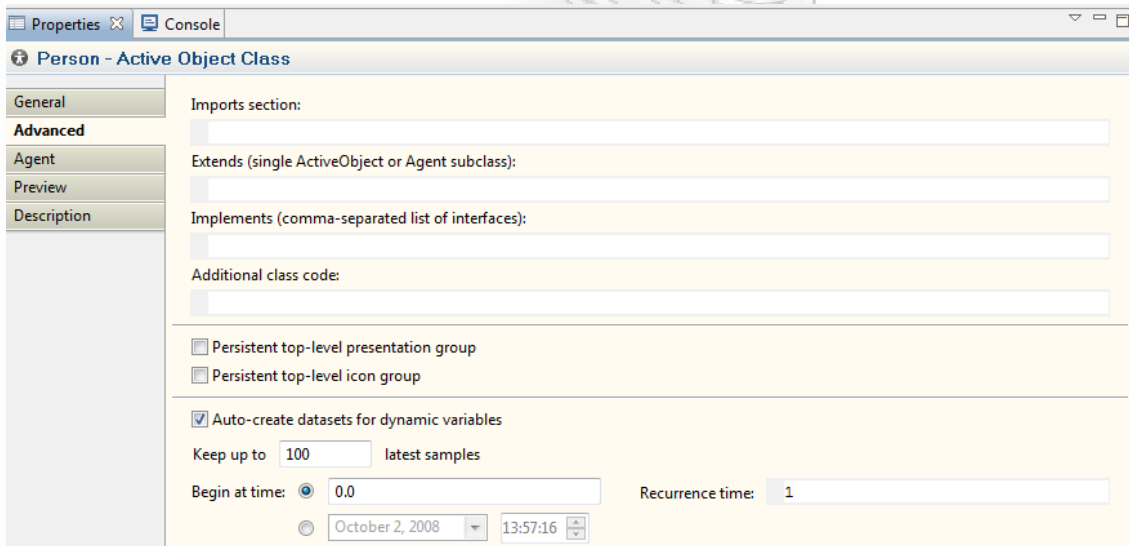 Properties Console
Person - Active Object Class
General
Advanced
Agent
Preview
Description
Imports section:
Extends (single ActiveObject or Agent subclass):
Implements (comma-separated list of interfaces):
Additional class code:
Persistent top-level presentation group
Persistent top-level icon group
Auto-create datasets for dynamic variables
Keep up to 100 latest samples
Begin at time: 0.0 Recurrence time: 1
October 2, 2008 13:57:16